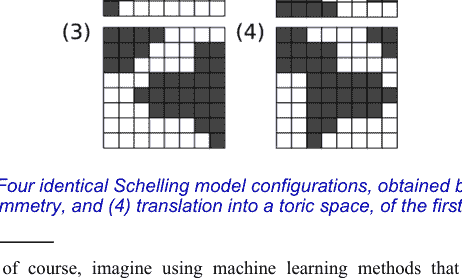 (3) (4)
Four identical Schelling model configurations, obtained b
mmetry, and (4) translation into a toric space, of the first
of course, imagine using machine learning methods that